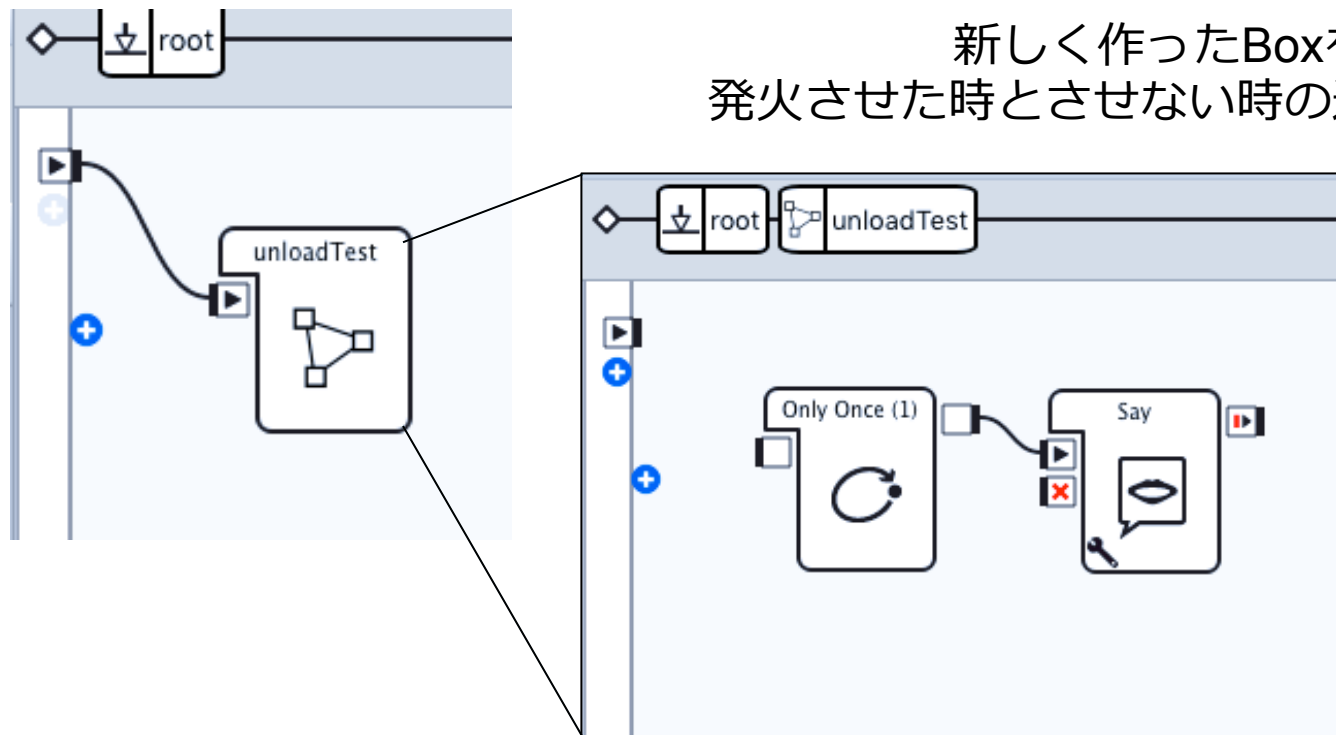 root
新しく作ったBoxを
発火させた時とさせない時の
root
unloadTest
unloadTest
Only Once (1)
Say